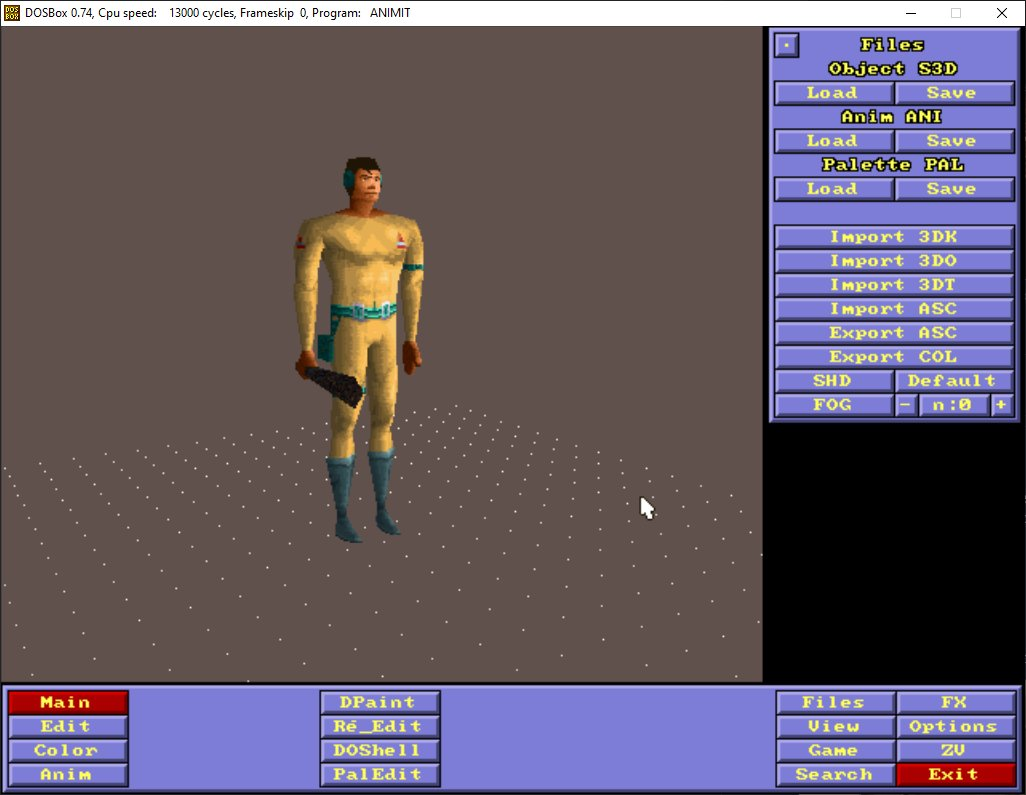 DOSBox 0.74, Cpu speed: 13000 cycles, Frameskip 0, Program: ANIMIT
Files
Object S3D
Load Save
Anim ANI
Load Save
Palette PAL
Load Save
Import 3DK
Import 3DO
Import 3DT
Import ASC
Export ASC
Export COL
SHD Default
FOG - n:0 +
Main DPaint Files FX
Edit Ré_Edit View Options
Color DOShell Game ZV
Anim PalEdit Search Exit